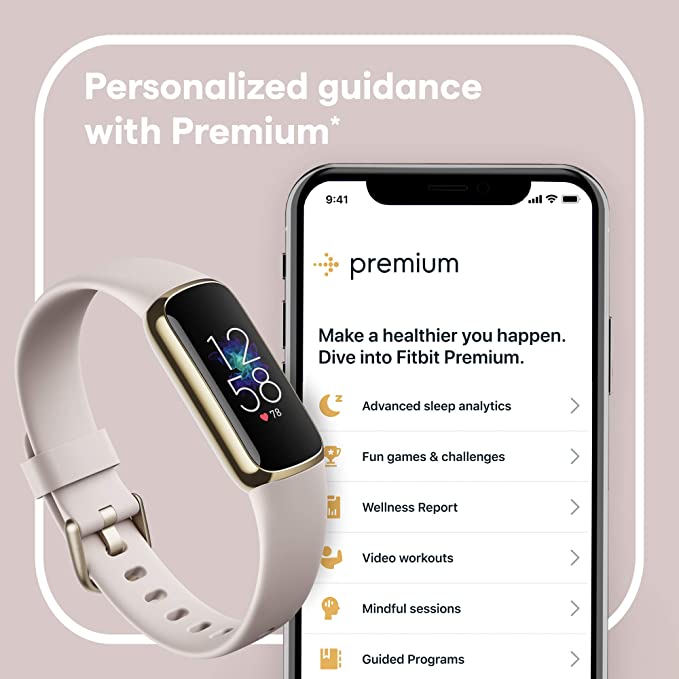 Personalized guidance
with Premium*
9:41
premium
Make a healthier you happen.
Dive into Fitbit Premium.
Advanced sleep analytics
Fun games & challenges
Wellness Report
Video workouts
Mindful sessions
Guided Programs
12
58
78